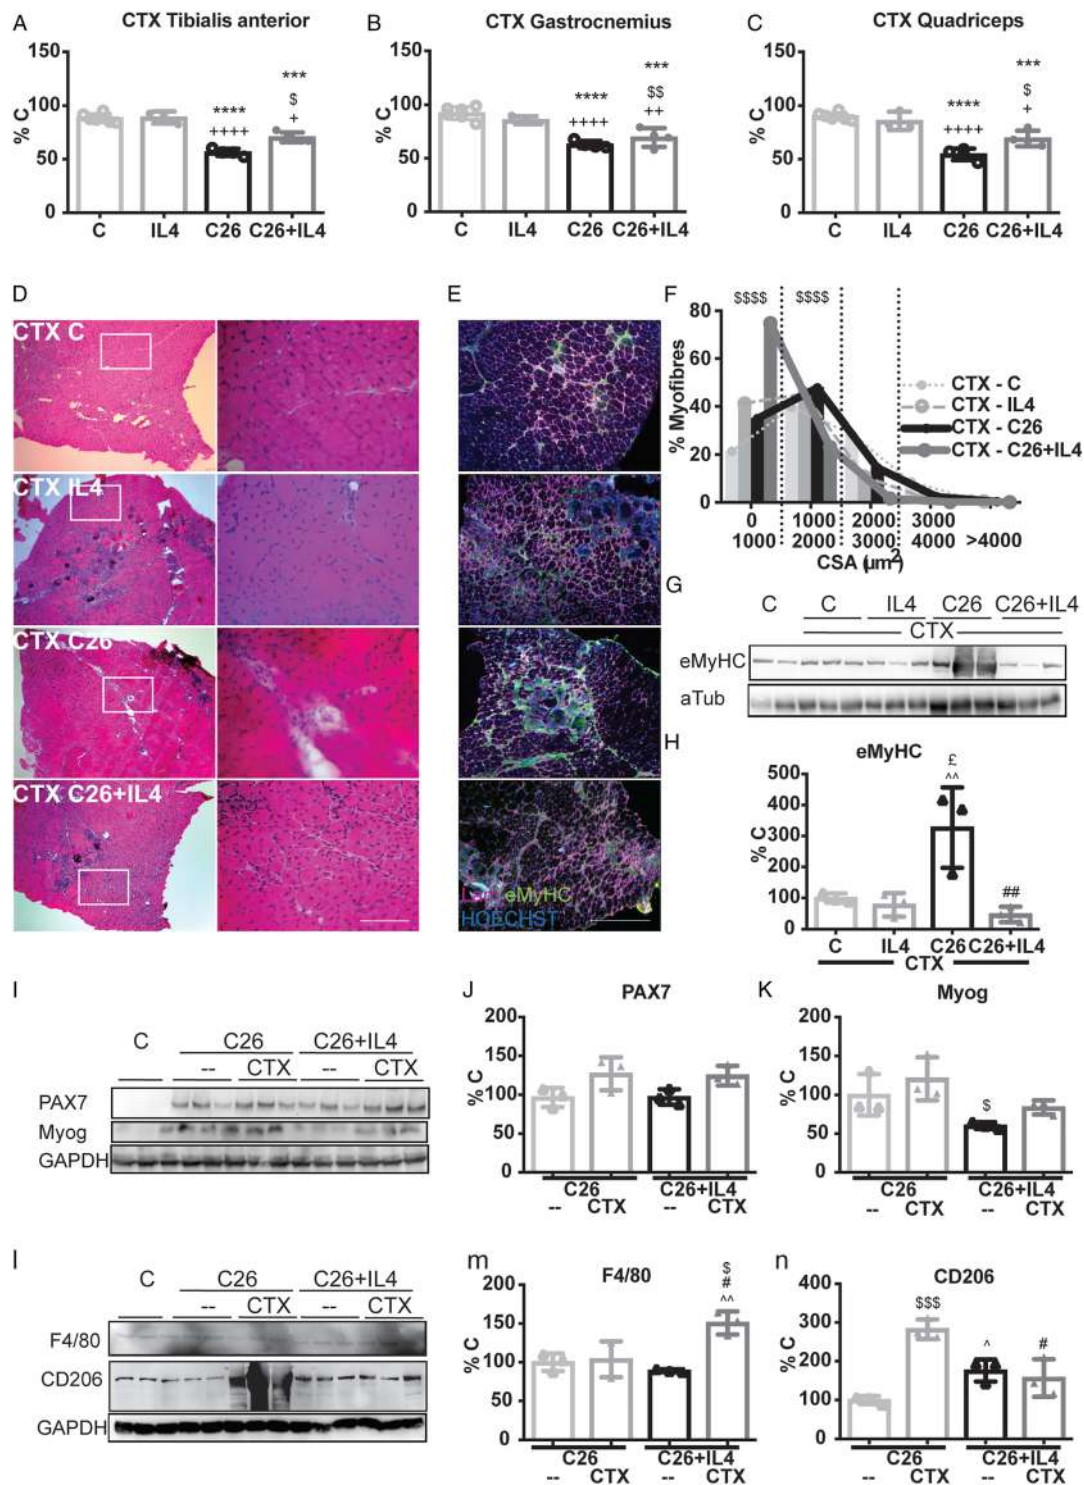 A CTX Tibialis anterior
% C
150
100
50
0
****
++++
***
$
+
C IL4 C26 C26+IL4
B CTX Gastrocnemius
% C
150
100
50
0
****
++++
***
$$
++
C IL4 C26 C26+IL4
C CTX Quadriceps
% C
150
100
50
0
****
++++
***
$
+
C IL4 C26 C26+IL4
D
CTX C
CTX IL4
CTX C26
CTX C26+IL4
E
eMyHC
HOECHST
F
$$$$ $$$$
% Myofibres
80
60
40
20
0
CTX - C
CTX - IL4
CTX - C26
CTX - C26+IL4
0 1000 2000 3000
1000 2000 3000 4000 >4000
CSA (µm²)
G
C C IL4 C26 C26+IL4
CTX
eMyHC
aTub
H eMyHC
% C
500
400
300
200
100
0
£
^^
##
C IL4 C26 C26+IL4
CTX
I
C C26 C26+IL4
-- CTX -- CTX
PAX7
Myog
GAPDH
J PAX7
% C
200
150
100
50
0
C26 C26+IL4
-- CTX -- CTX
K Myog
% C
200
150
100
50
0
$
C26 C26+IL4
-- CTX -- CTX
l
C C26 C26+IL4
-- CTX -- CTX
F4/80
CD206
GAPDH
m F4/80
% C
200
150
100
50
0
$
#
^^
C26 C26+IL4
-- CTX -- CTX
n CD206
% C
400
300
200
100
0
$$$
^
#
C26 C26+IL4
-- CTX -- CTX